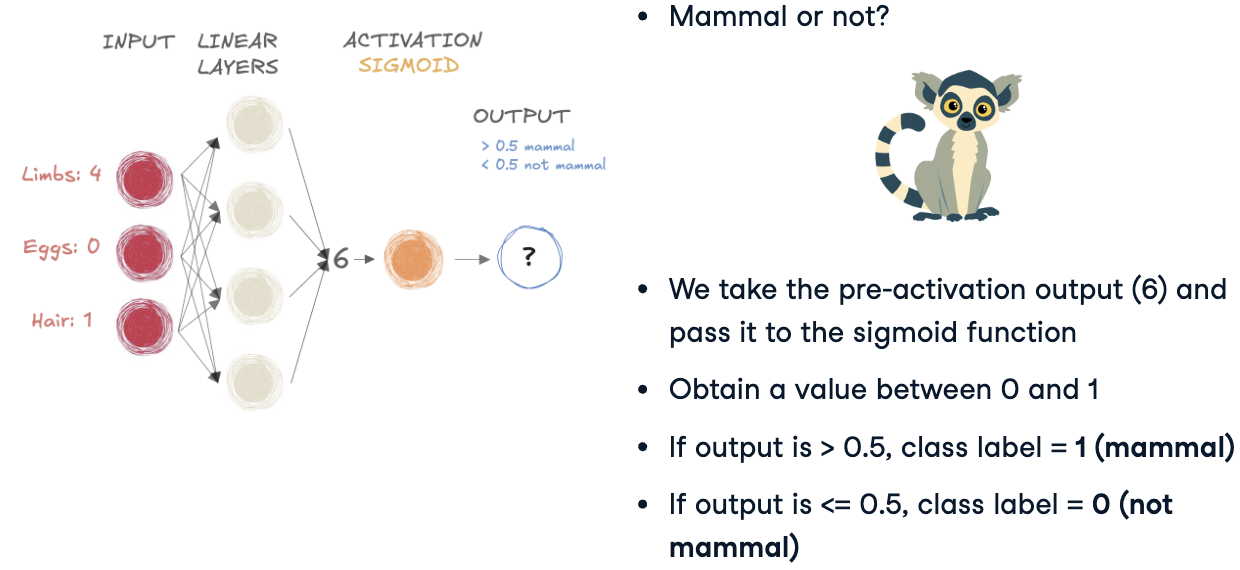 INPUT
LINEAR
LAYERS
ACTIVATION
SIGMOID
OUTPUT
> 0.5 mammal
< 0.5 not mammal
Limbs: 4
Eggs: 0
Hair: 1
6
?
• Mammal or not?
• We take the pre-activation output (6) and
pass it to the sigmoid function
• Obtain a value between 0 and 1
• If output is > 0.5, class label = 1 (mammal)
• If output is <= 0.5, class label = 0 (not
mammal)